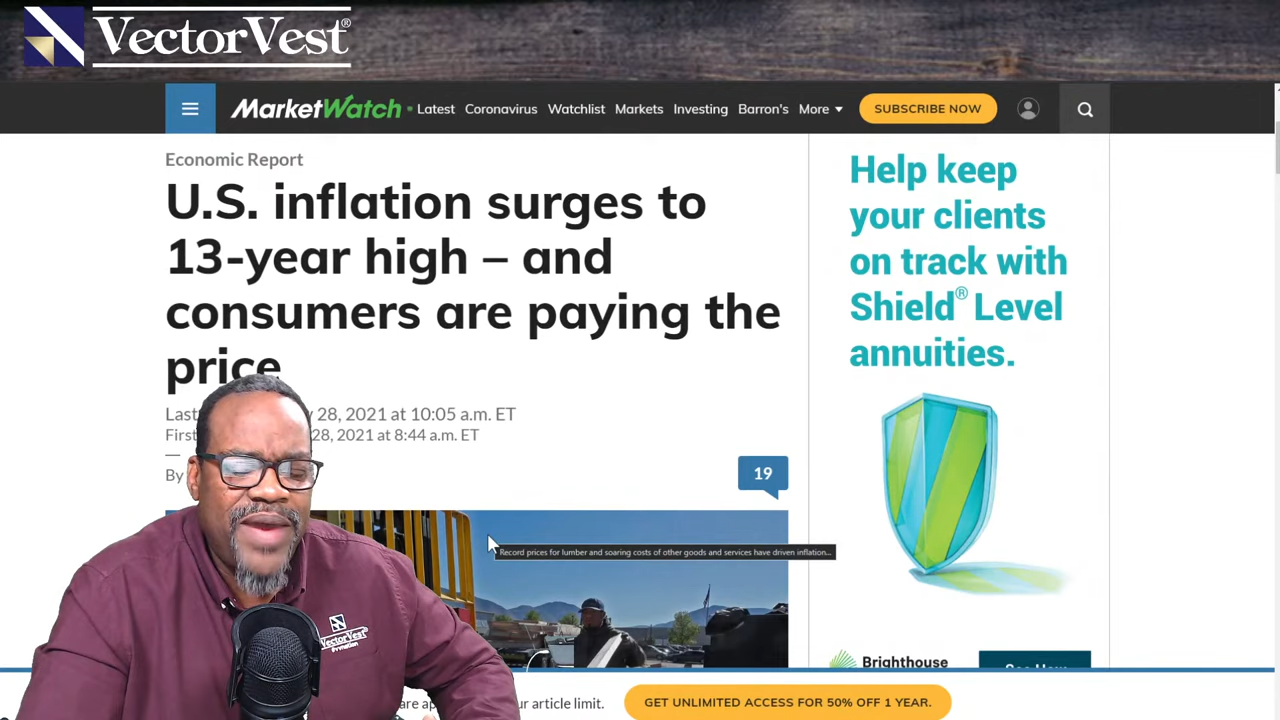 VectorVest®
MarketWatch
Latest Coronavirus Watchlist Markets Investing Barron's More SUBSCRIBE NOW
Economic Report
U.S. inflation surges to
13-year high – and
consumers are paying the
price
Last 28, 2021 at 10:05 a.m. ET
First 28, 2021 at 8:44 a.m. ET
By
19
Record prices for lumber and soaring costs of other goods and services have driven inflation...
Help keep
your clients
on track with
Shield® Level
annuities.
Brighthouse
See How
VectorVest
#vvnation
article limit.
GET UNLIMITED ACCESS FOR 50% OFF 1 YEAR.